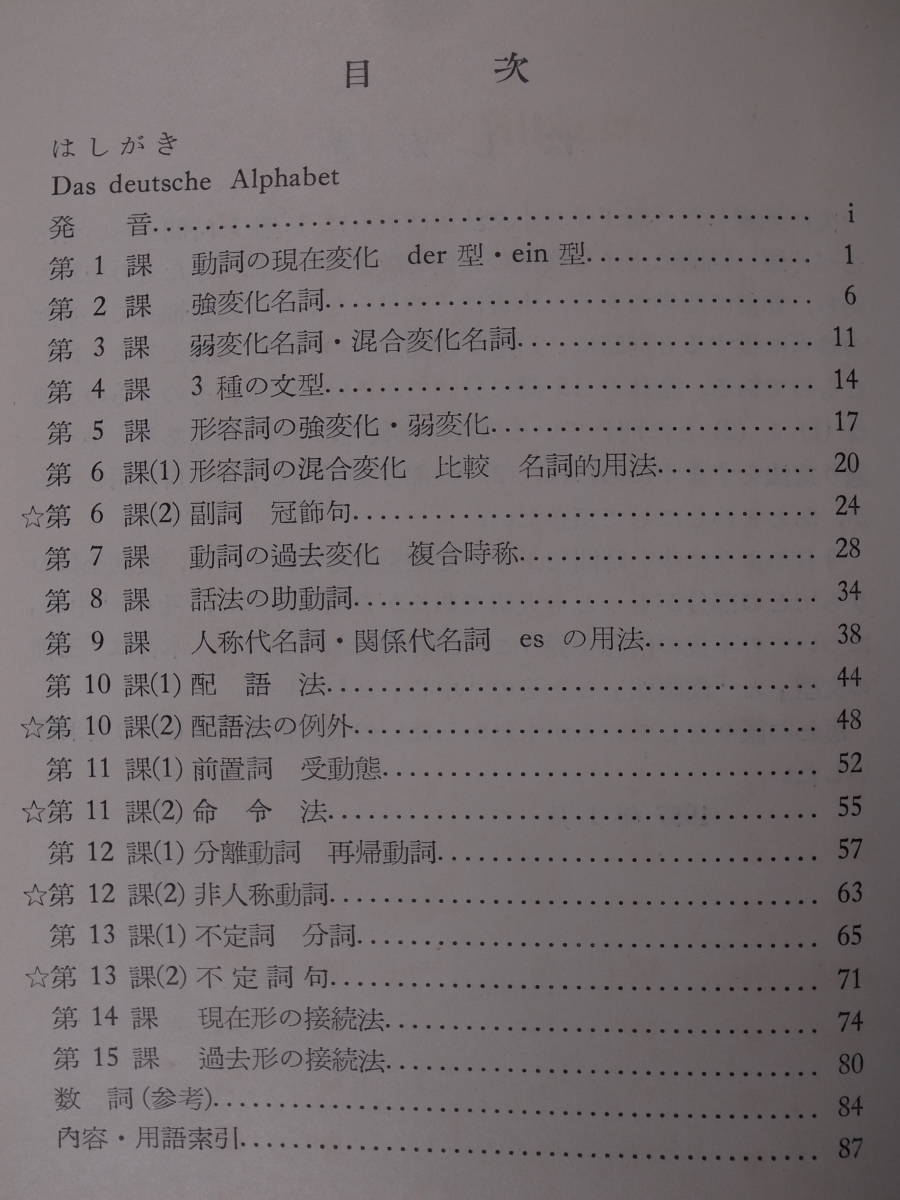 目 次
はしがき
Das deutsche Alphabet
発 音.......................................................... i
第 1 課 動詞の現在変化 der 型・ein 型.................. 1
第 2 課 強変化名詞.................................... 6
第 3 課 弱変化名詞・混合変化名詞....................... 11
第 4 課 3 種の文型.................................... 14
第 5 課 形容詞の強変化・弱変化......................... 17
第 6 課(1) 形容詞の混合変化 比較 名詞的用法............ 20
☆第 6 課(2) 副詞 冠飾句.................................. 24
第 7 課 動詞の過去変化 複合時称....................... 28
第 8 課 話法の助動詞.................................. 34
第 9 課 人称代名詞・関係代名詞 es の用法.............. 38
第 10 課(1) 配 語 法.................................... 44
☆第 10 課(2) 配語法の例外.................................. 48
第 11 課(1) 前置詞 受動態................................ 52
☆第 11 課(2) 命 令 法.................................... 55
第 12 課(1) 分離動詞 再帰動詞............................ 57
☆第 12 課(2) 非人称動詞.................................... 63
第 13 課(1) 不定詞 分詞.................................. 65
☆第 13 課(2) 不 定 詞 句.................................... 71
第 14 課 現在形の接続法................................ 74
第 15 課 過去形の接続法................................ 80
数 詞(参考)............................................. 84
内容・用語索引........................................... 87